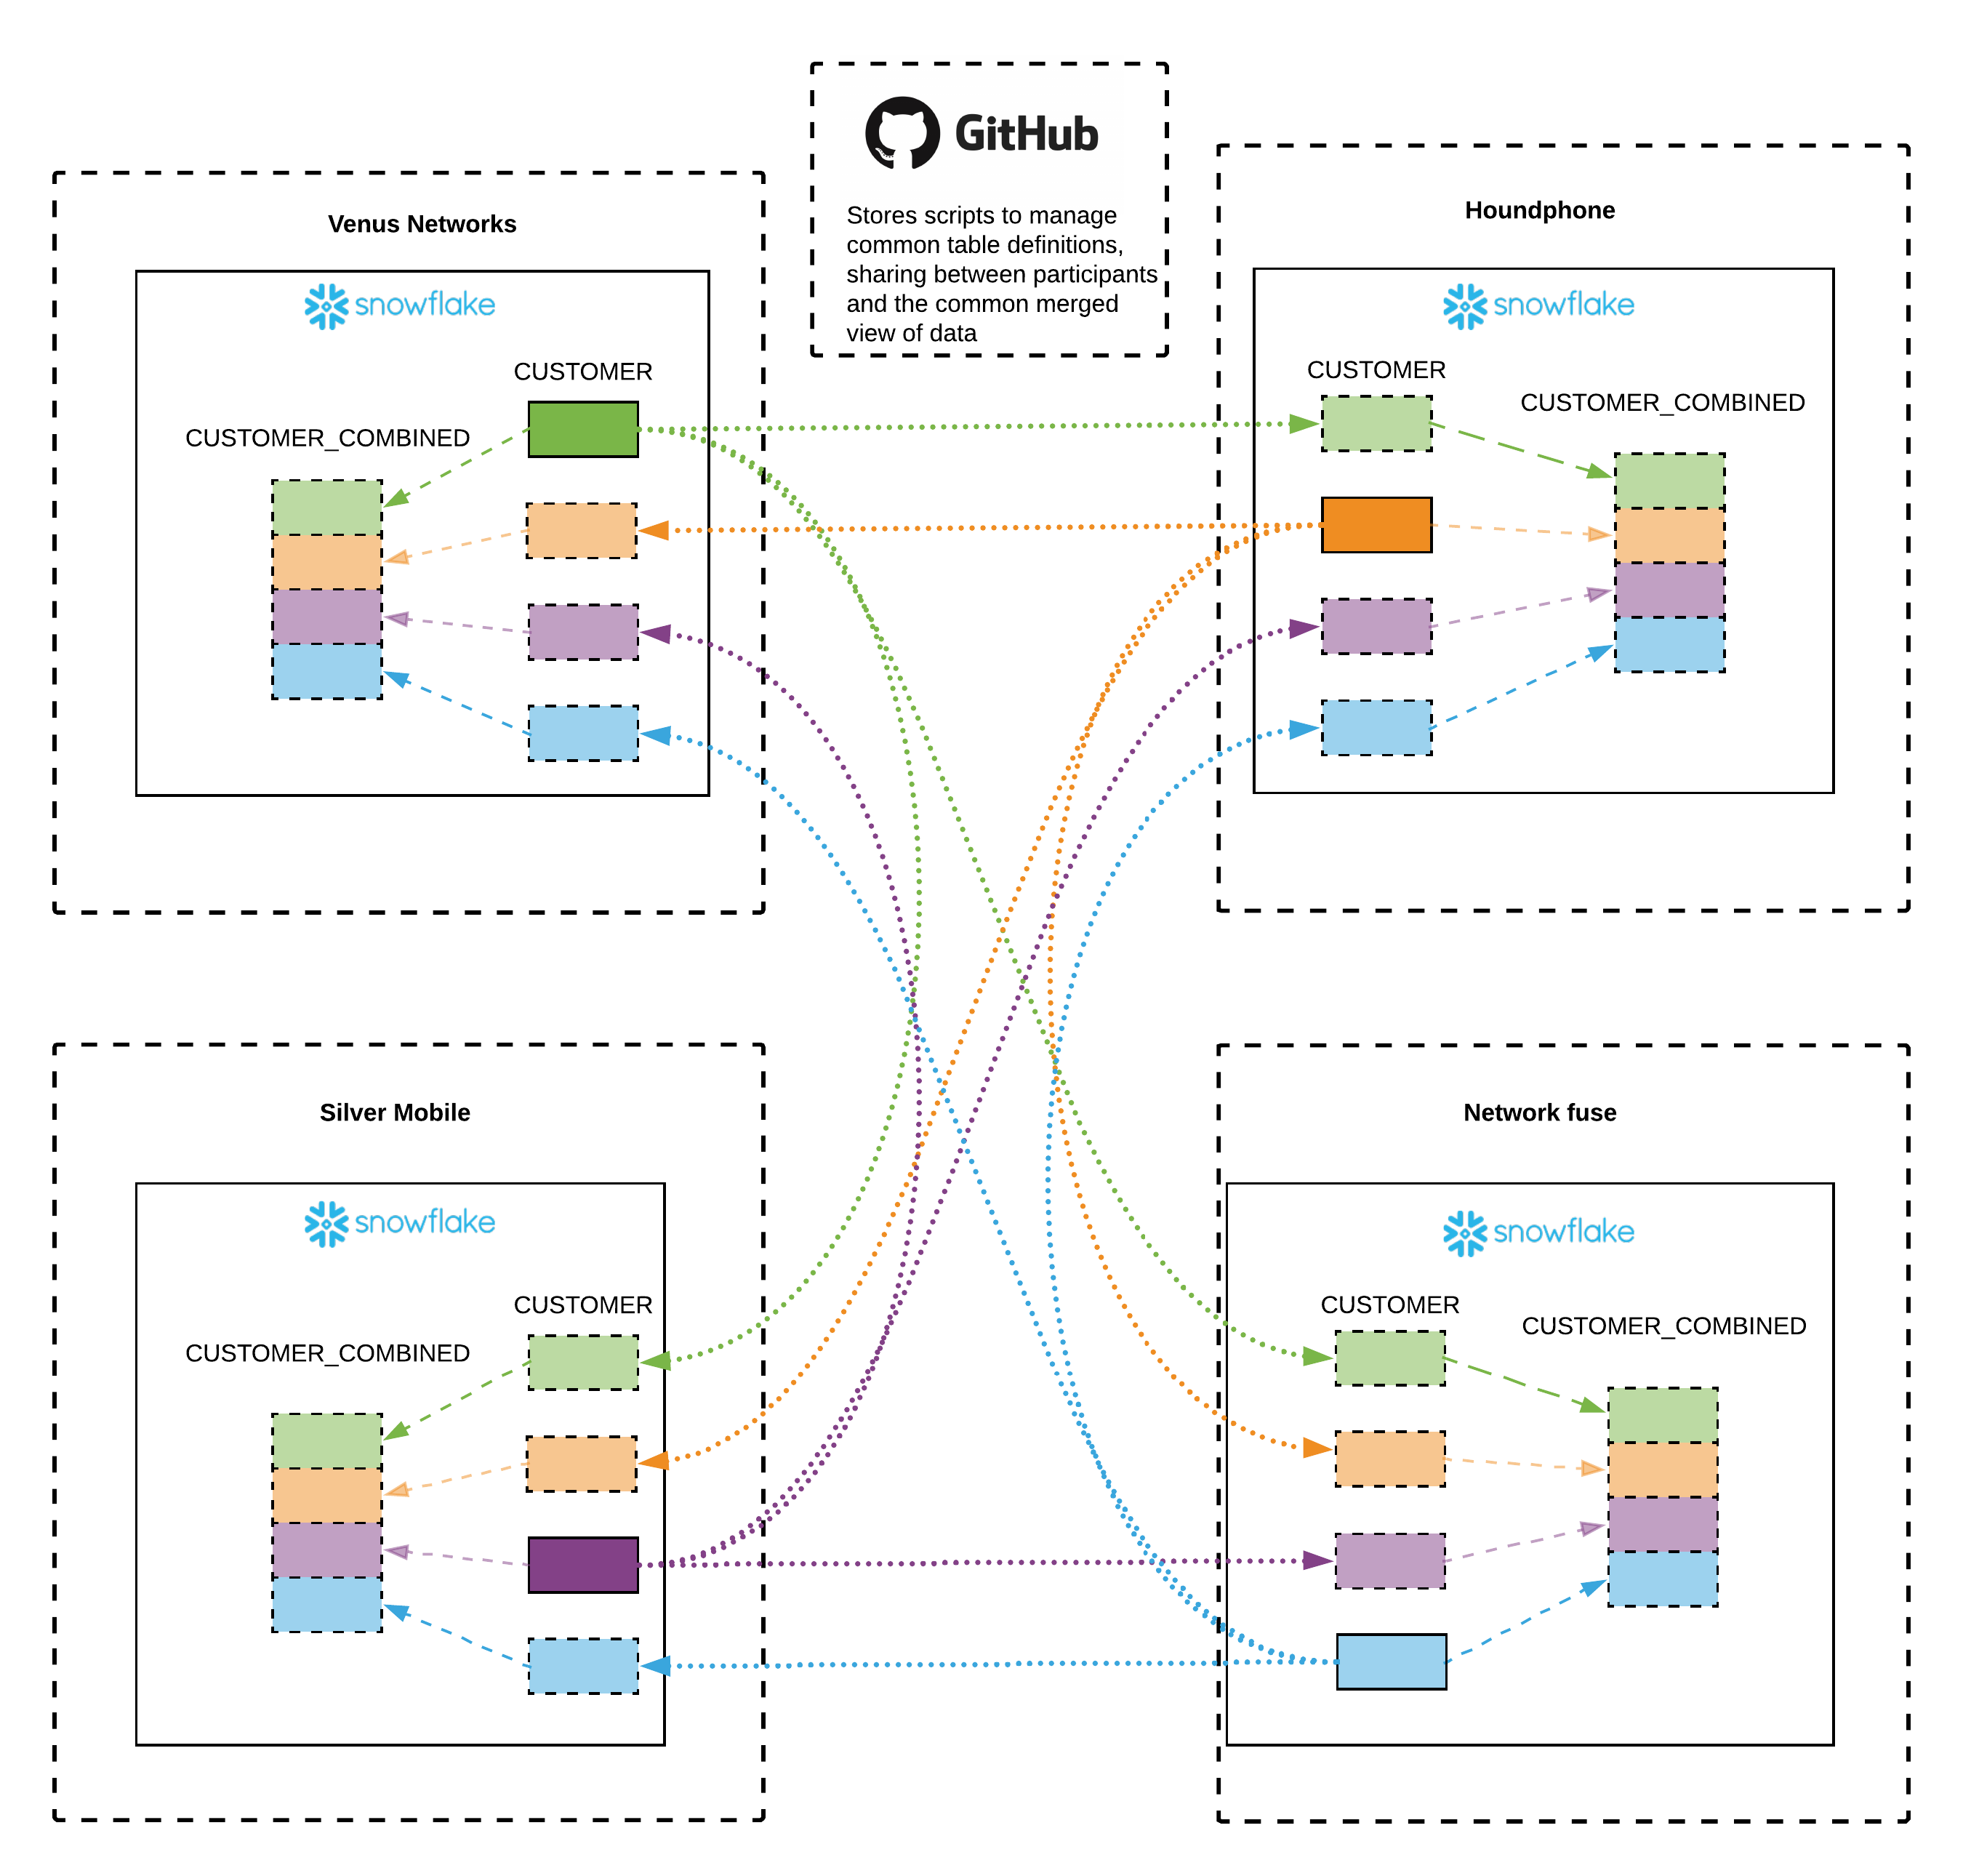 GitHub
Stores scripts to manage
common table definitions,
sharing between participants
and the common merged
view of data
Venus Networks
snowflake
CUSTOMER
CUSTOMER_COMBINED
Houndphone
snowflake
CUSTOMER
CUSTOMER_COMBINED
Silver Mobile
snowflake
CUSTOMER
CUSTOMER_COMBINED
Network fuse
snowflake
CUSTOMER
CUSTOMER_COMBINED